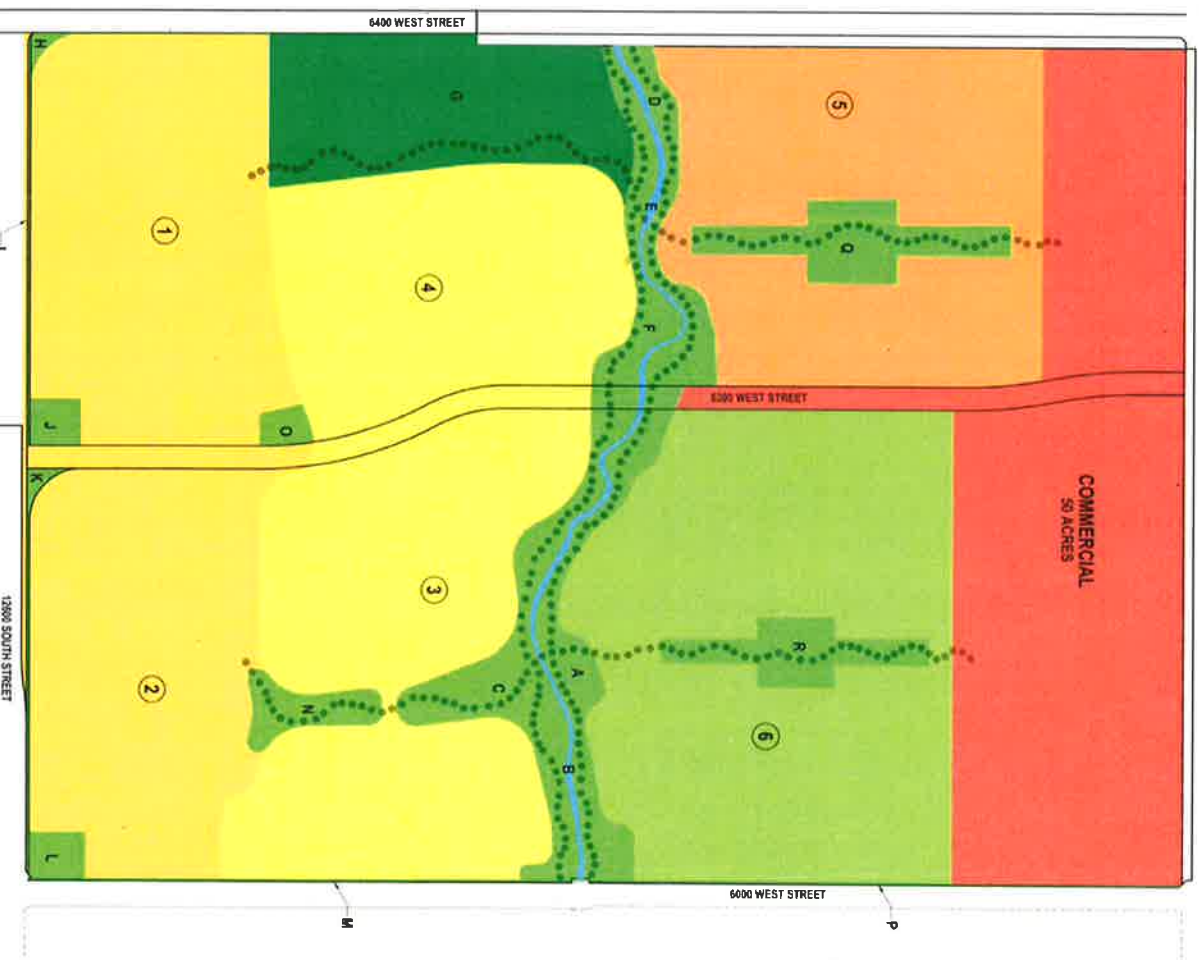 6400 WEST STREET
H
G
D
5
1
E
Q
4
F
6300 WEST STREET
J
O
K
COMMERCIAL
50 ACRES
3
12600 SOUTH STREET
R
A
C
2
N
6
B
L
6000 WEST STREET
M
P